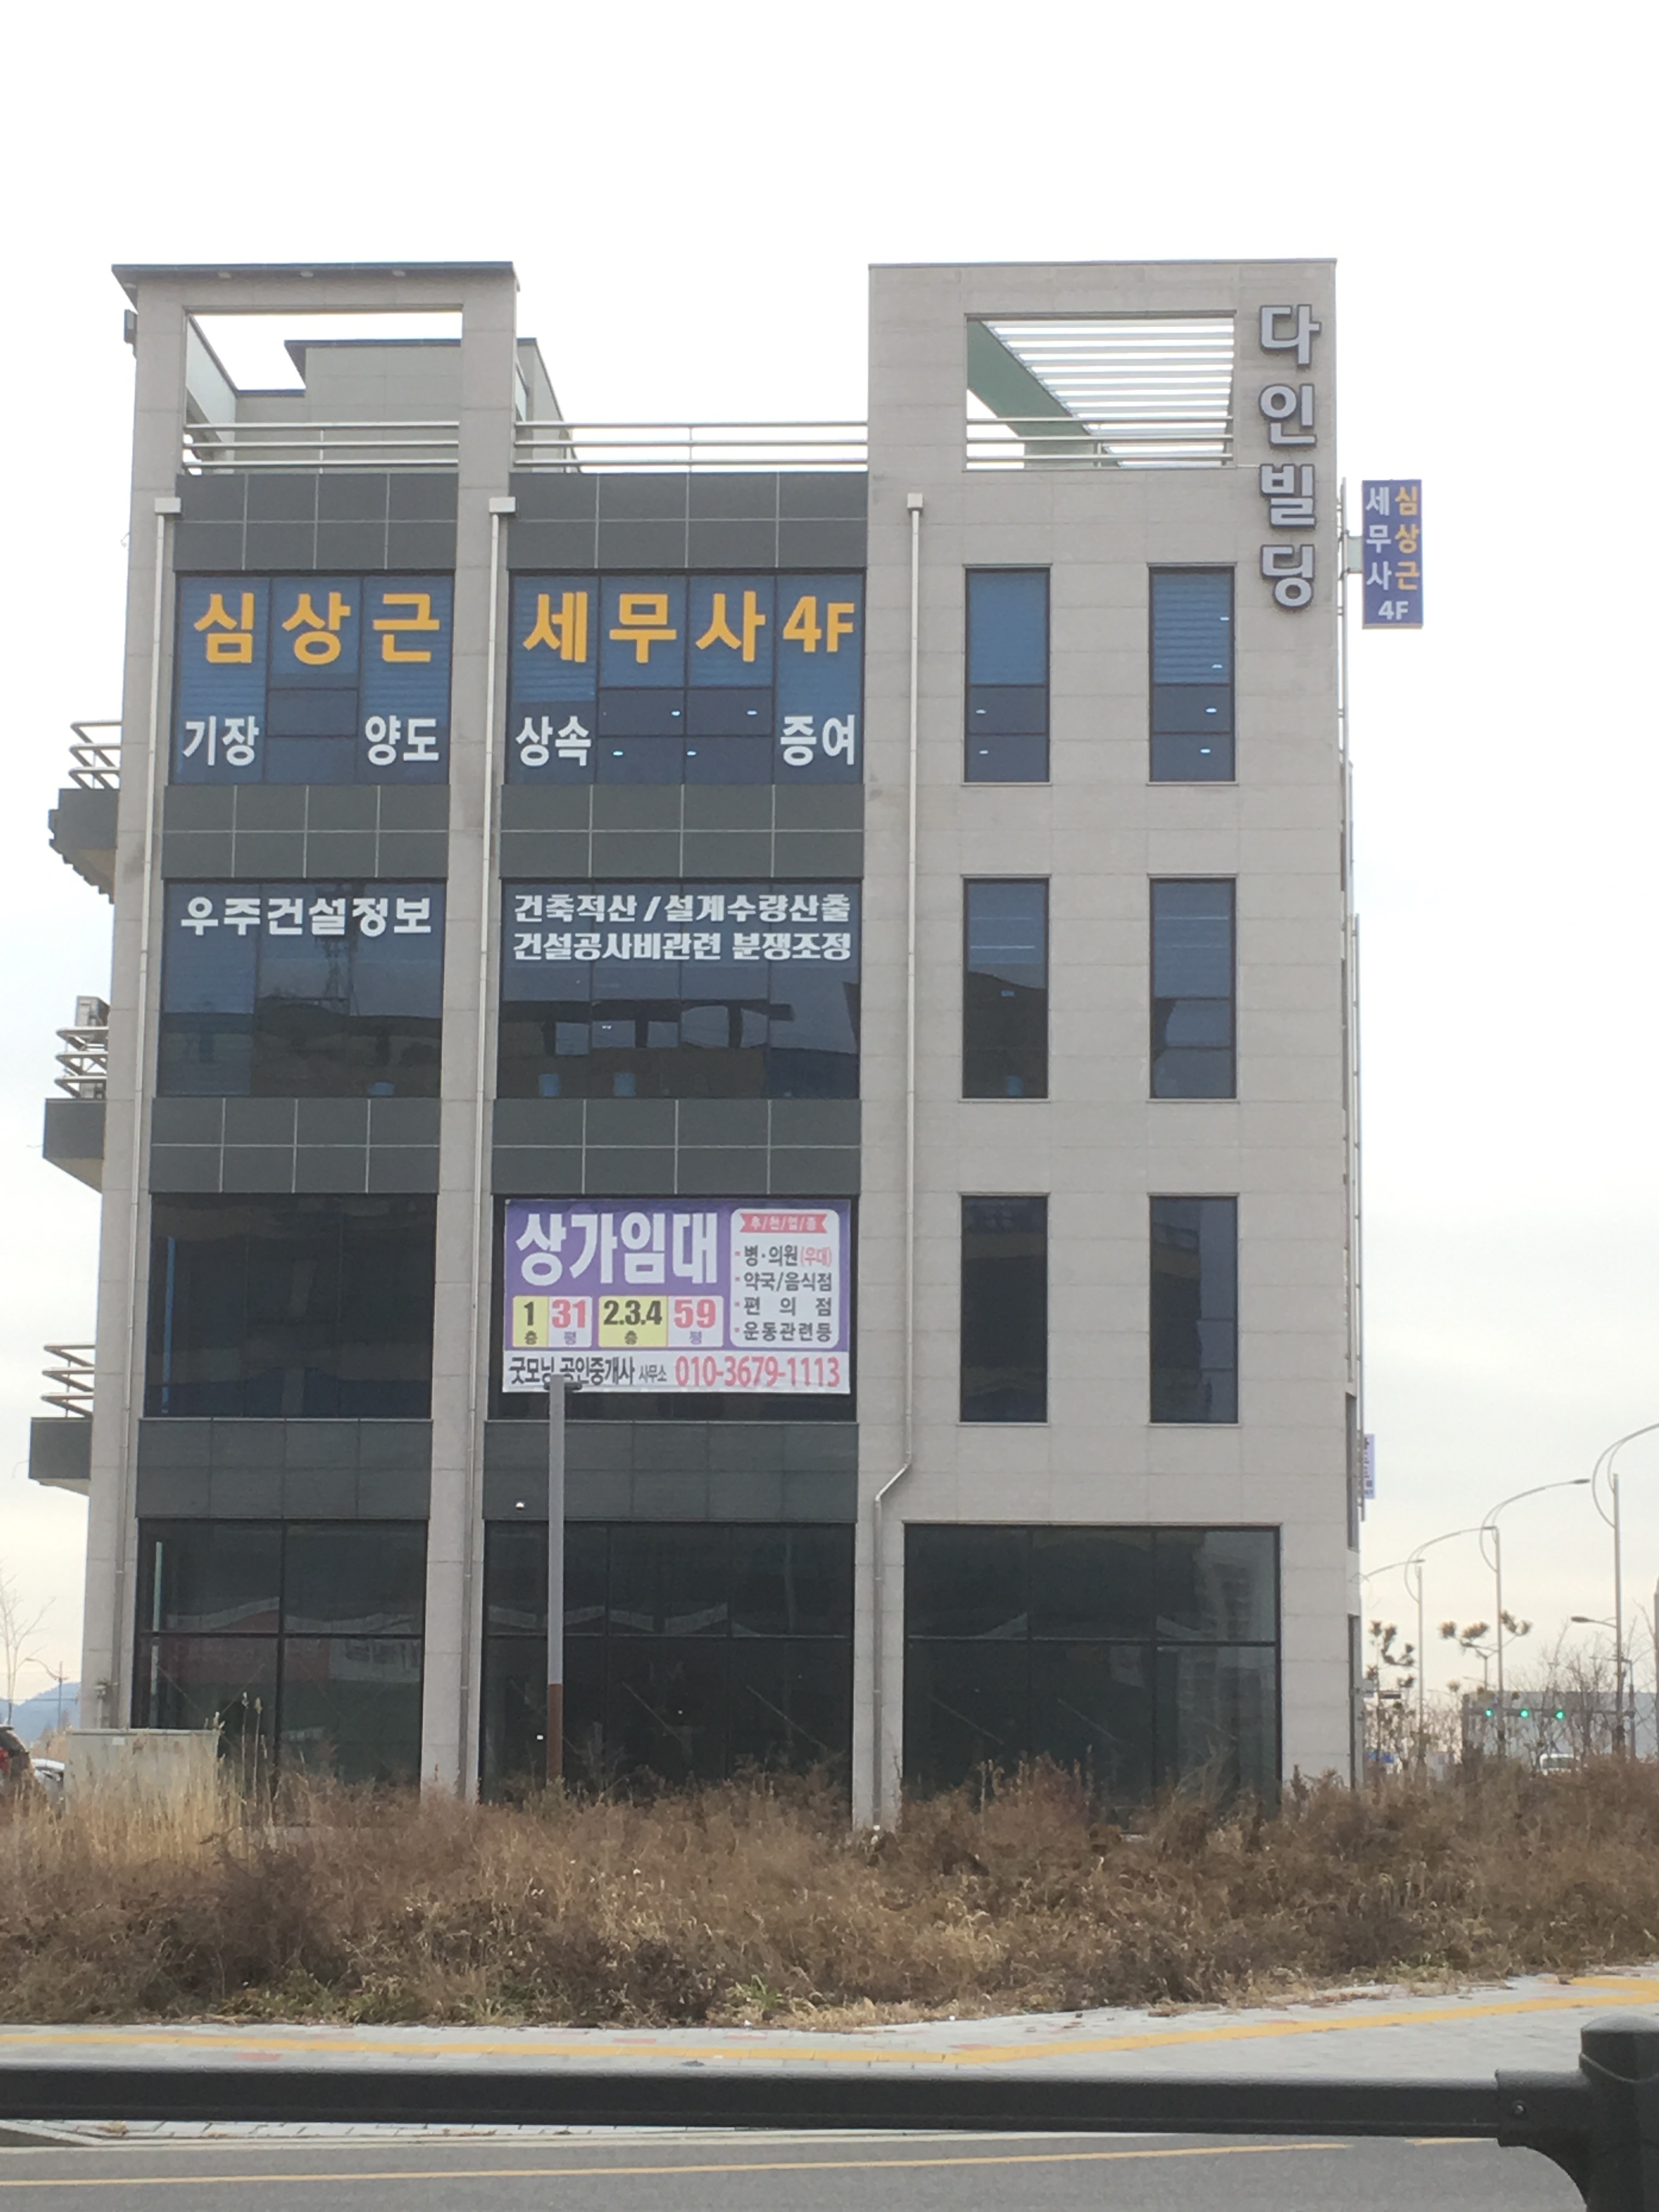 다인빌딩
심상근
세무사
4F
심상근 세무사 4F
기장 양도 상속 증여
우주건설정보
건축적산/설계수량산출
건설공사비관련 분쟁조정
상가임대
1층 31평 2.3.4층 59평
추/천/업/종
병·의원(우대)
약국/음식점
편의점
운동관련등
굿모닝 공인중개사 사무소 010-3679-1113